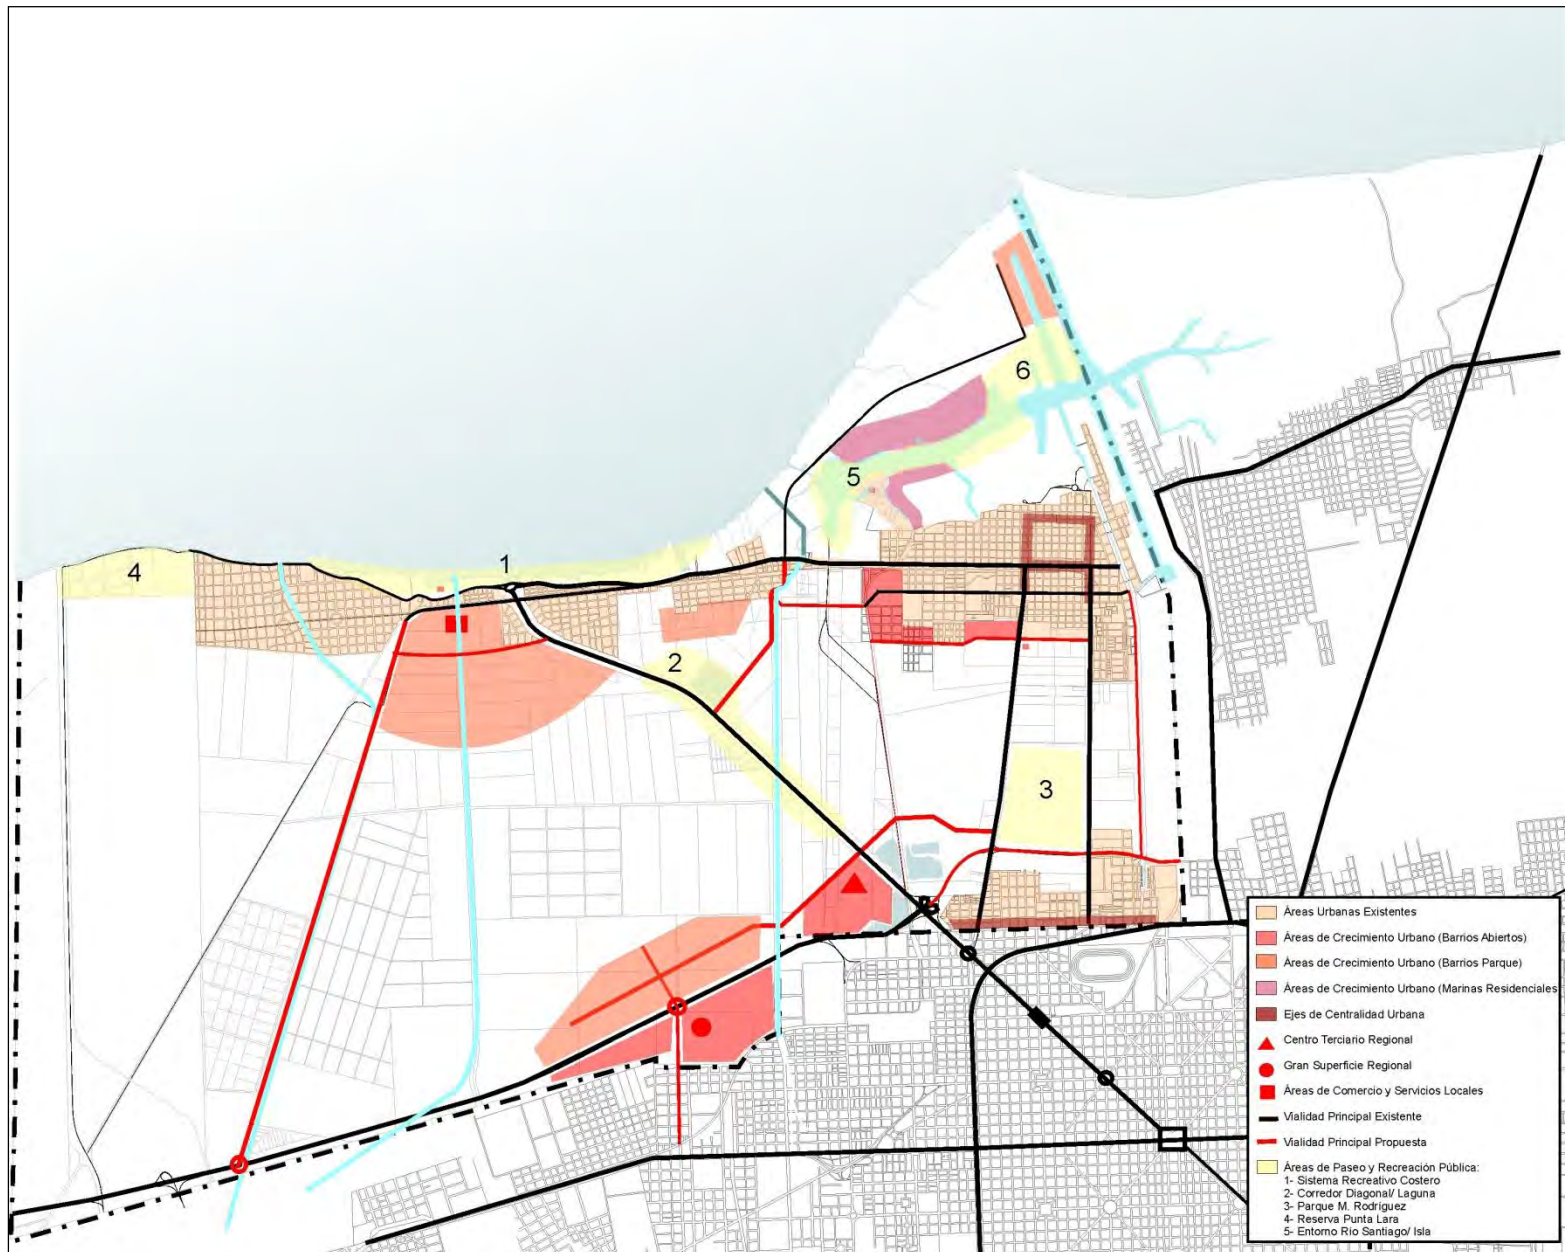 6
5
1
4
2
3
Áreas Urbanas Existentes
Áreas de Crecimiento Urbano (Barrios Abiertos)
Áreas de Crecimiento Urbano (Barrios Parque)
Áreas de Crecimiento Urbano (Marinas Residenciales
Ejes de Centralidad Urbana
Centro Terciario Regional
Gran Superficie Regional
Áreas de Comercio y Servicios Locales
Vialidad Principal Existente
Vialidad Principal Propuesta
Áreas de Paseo y Recreación Pública:
1- Sistema Recreativo Costero
2- Corredor Diagonal/ Laguna
3- Parque M. Rodriguez
4- Reserva Punta Lara
5- Entorno Río Santiago/ Isla